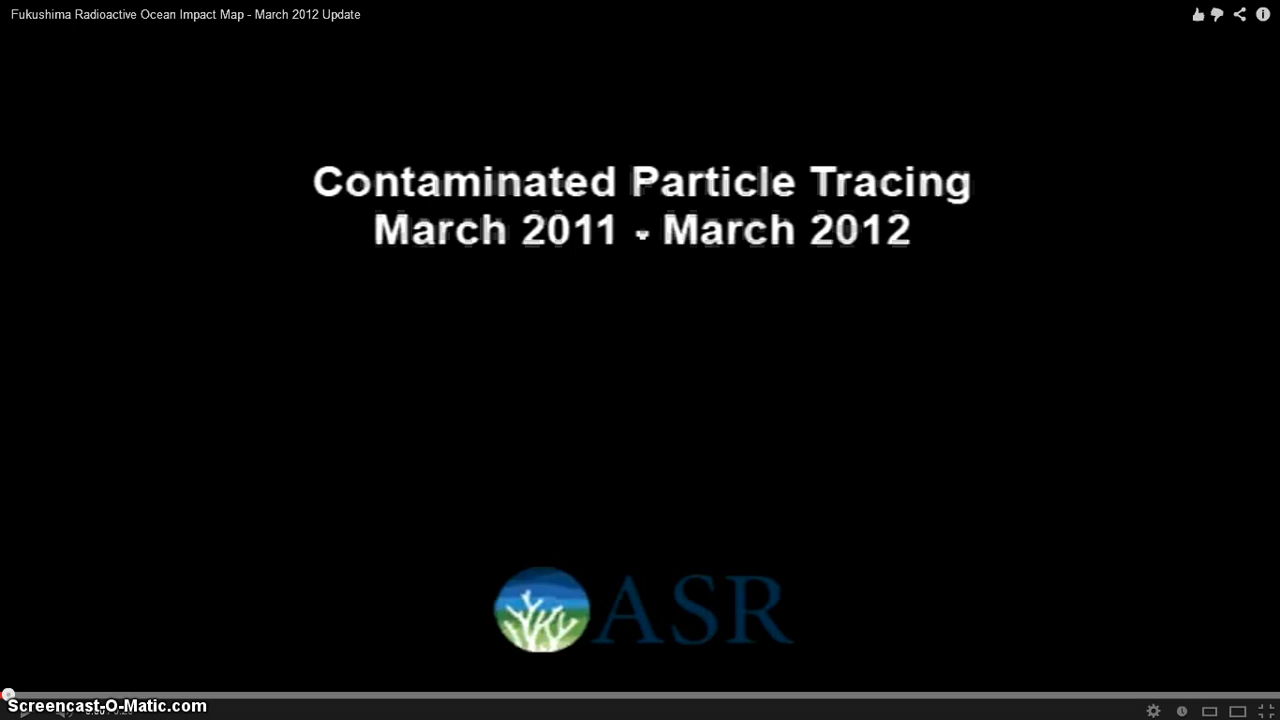 Fukushima Radioactive Ocean Impact Map - March 2012 Update
Contaminated Particle Tracing
March 2011 - March 2012
ASR
Screencast-O-Matic.com